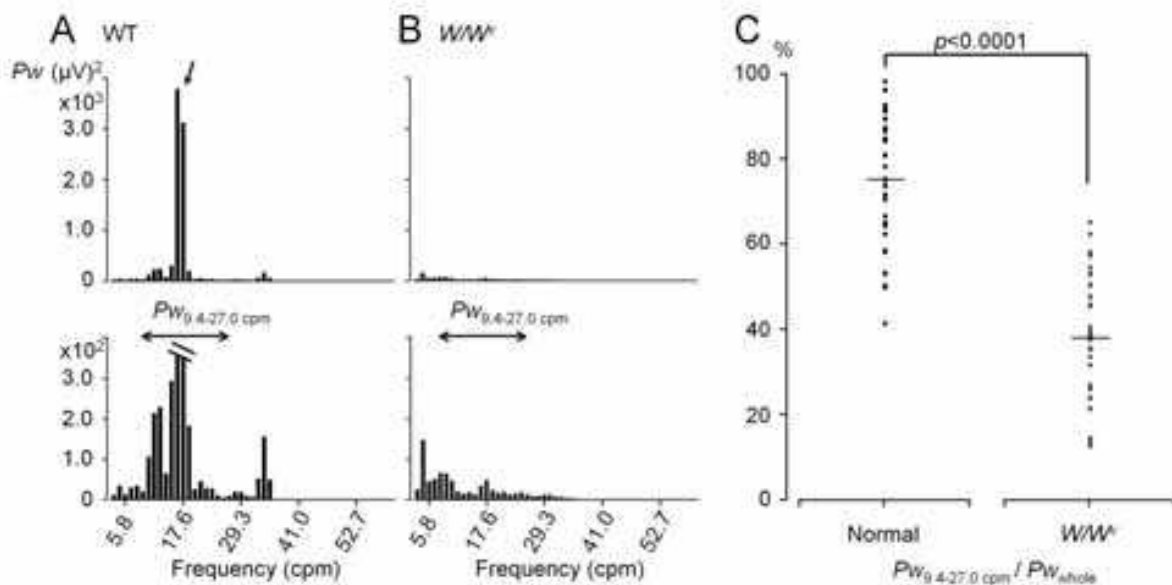 A WT
Pw (μV)²
x10³
3.0
2.0
1.0
0
B W/Wᵛ
Pw9.4-27.0 cpm
x10²
3.0
2.0
1.0
0
5.8 17.6 29.3 41.0 52.7
Frequency (cpm)
Pw9.4-27.0 cpm
5.8 17.6 29.3 41.0 52.7
Frequency (cpm)
C
%
p<0.0001
100
80
60
40
20
0
Normal W/Wᵛ
Pw9.4-27.0 cpm / Pwwhole